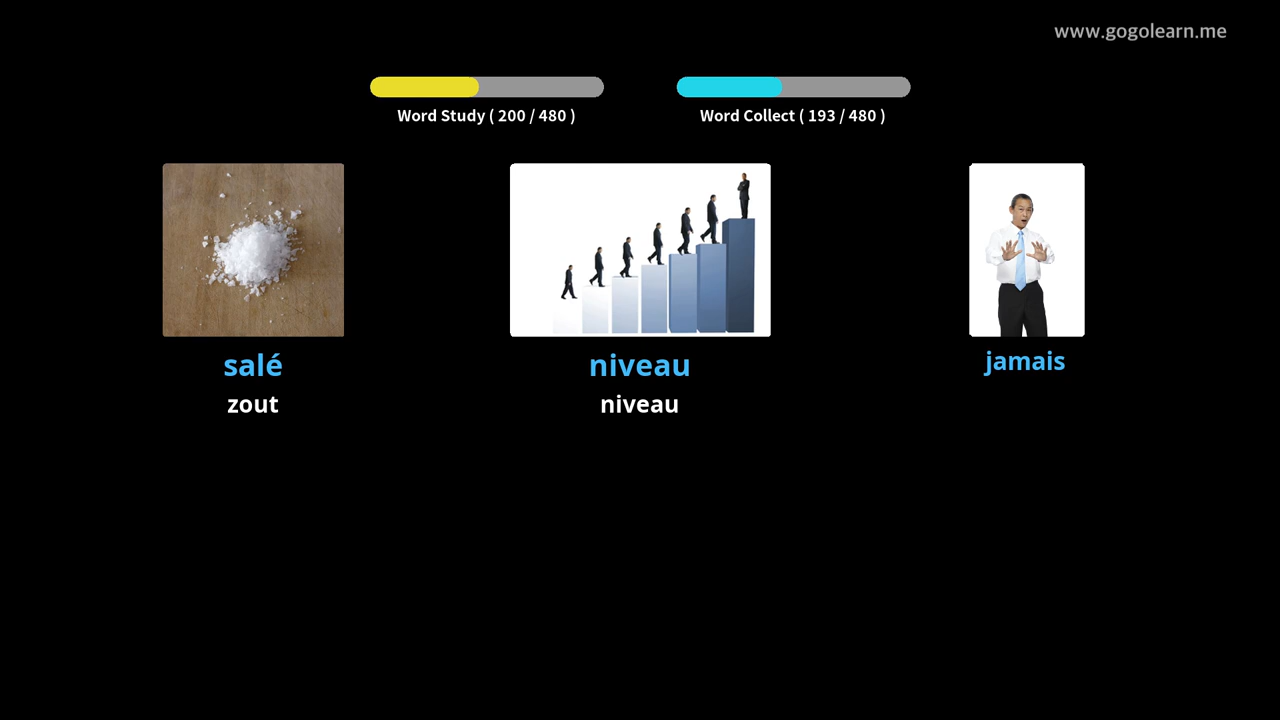 www.gogolearn.me
Word Study ( 200 / 480 )
Word Collect ( 193 / 480 )
salé
niveau
jamais
zout
niveau